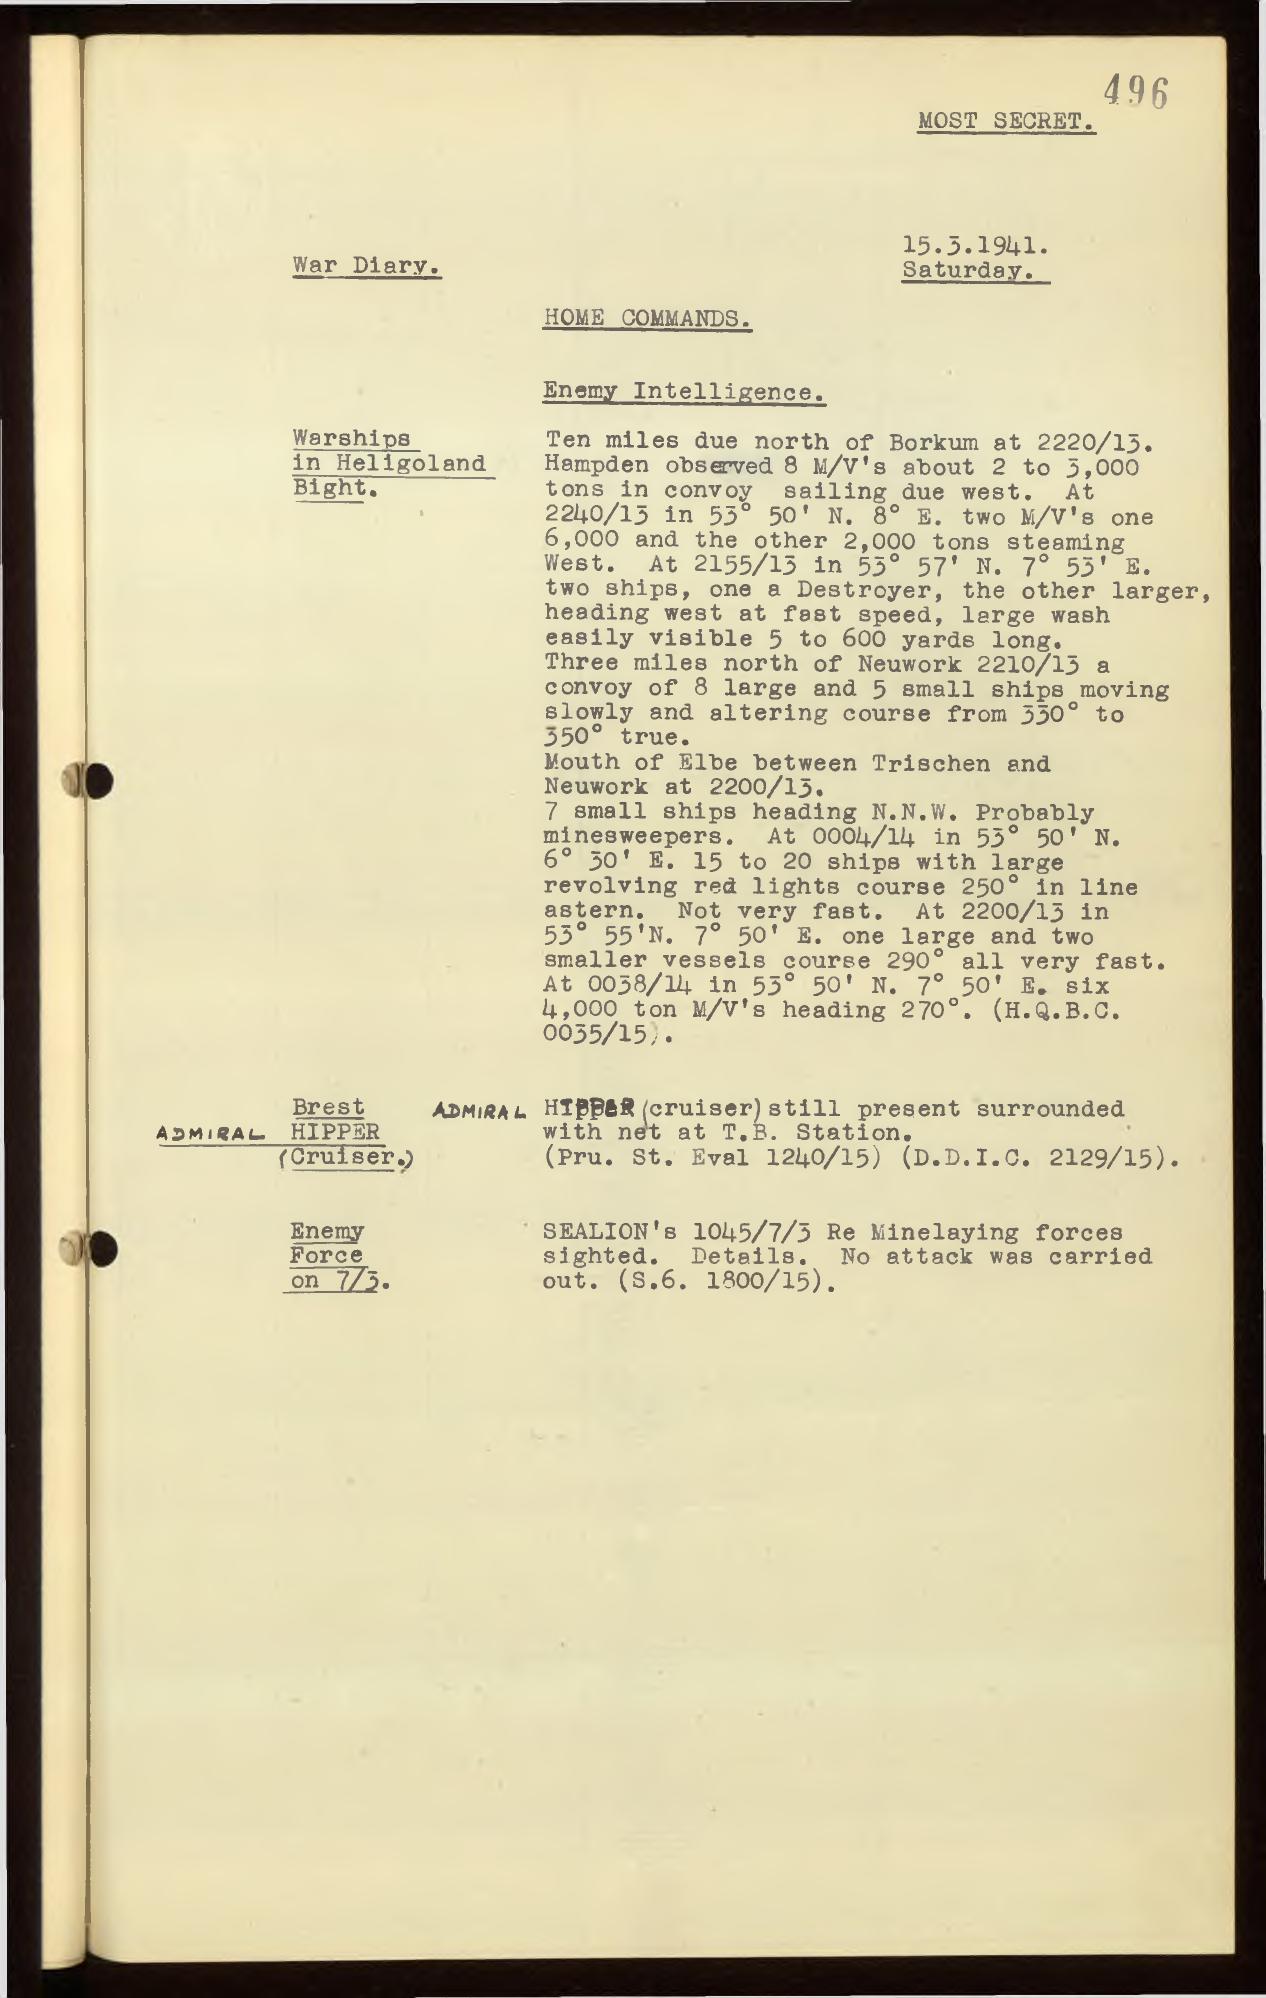 496
MOST SECRET.
15.3.1941.
War Diary.
Saturday.
HOME COMMANDS.
Enemy Intelligence.
Warships
in Heligoland
Bight.
Ten miles due north of Borkum at 2220/13.
Hampden observed 8 M/V's about 2 to 3,000
tons in convoy sailing due west. At
2240/13 in 53° 50' N. 8° E. two M/V's one
6,000 and the other 2,000 tons steaming
West. At 2155/13 in 53° 57' N. 7° 53' E.
two ships, one a Destroyer, the other larger,
heading west at fast speed, large wash
easily visible 5 to 600 yards long.
Three miles north of Neuwork 2210/13 a
convoy of 8 large and 5 small ships moving
slowly and altering course from 330° to
350° true.
Mouth of Elbe between Trischen and
Neuwork at 2200/13.
7 small ships heading N.N.W. Probably
minesweepers. At 0004/14 in 53° 50' N.
6° 30' E. 15 to 20 ships with large
revolving red lights course 250° in line
astern. Not very fast. At 2200/13 in
53° 55'N. 7° 50' E. one large and two
smaller vessels course 290° all very fast.
At 0038/14 in 53° 50' N. 7° 50' E. six
4,000 ton M/V's heading 270°. (H.Q.B.C.
0035/15).
Brest
ADMIRAL HIPPER
(Cruiser.)
ADMIRAL HIPPER (cruiser) still present surrounded
with net at T.B. Station.
(Pru. St. Eval 1240/15) (D.D.I.C. 2129/15).
Enemy
Force
on 7/3.
SEALION's 1045/7/3 Re Minelaying forces
sighted. Details. No attack was carried
out. (S.6. 1800/15).